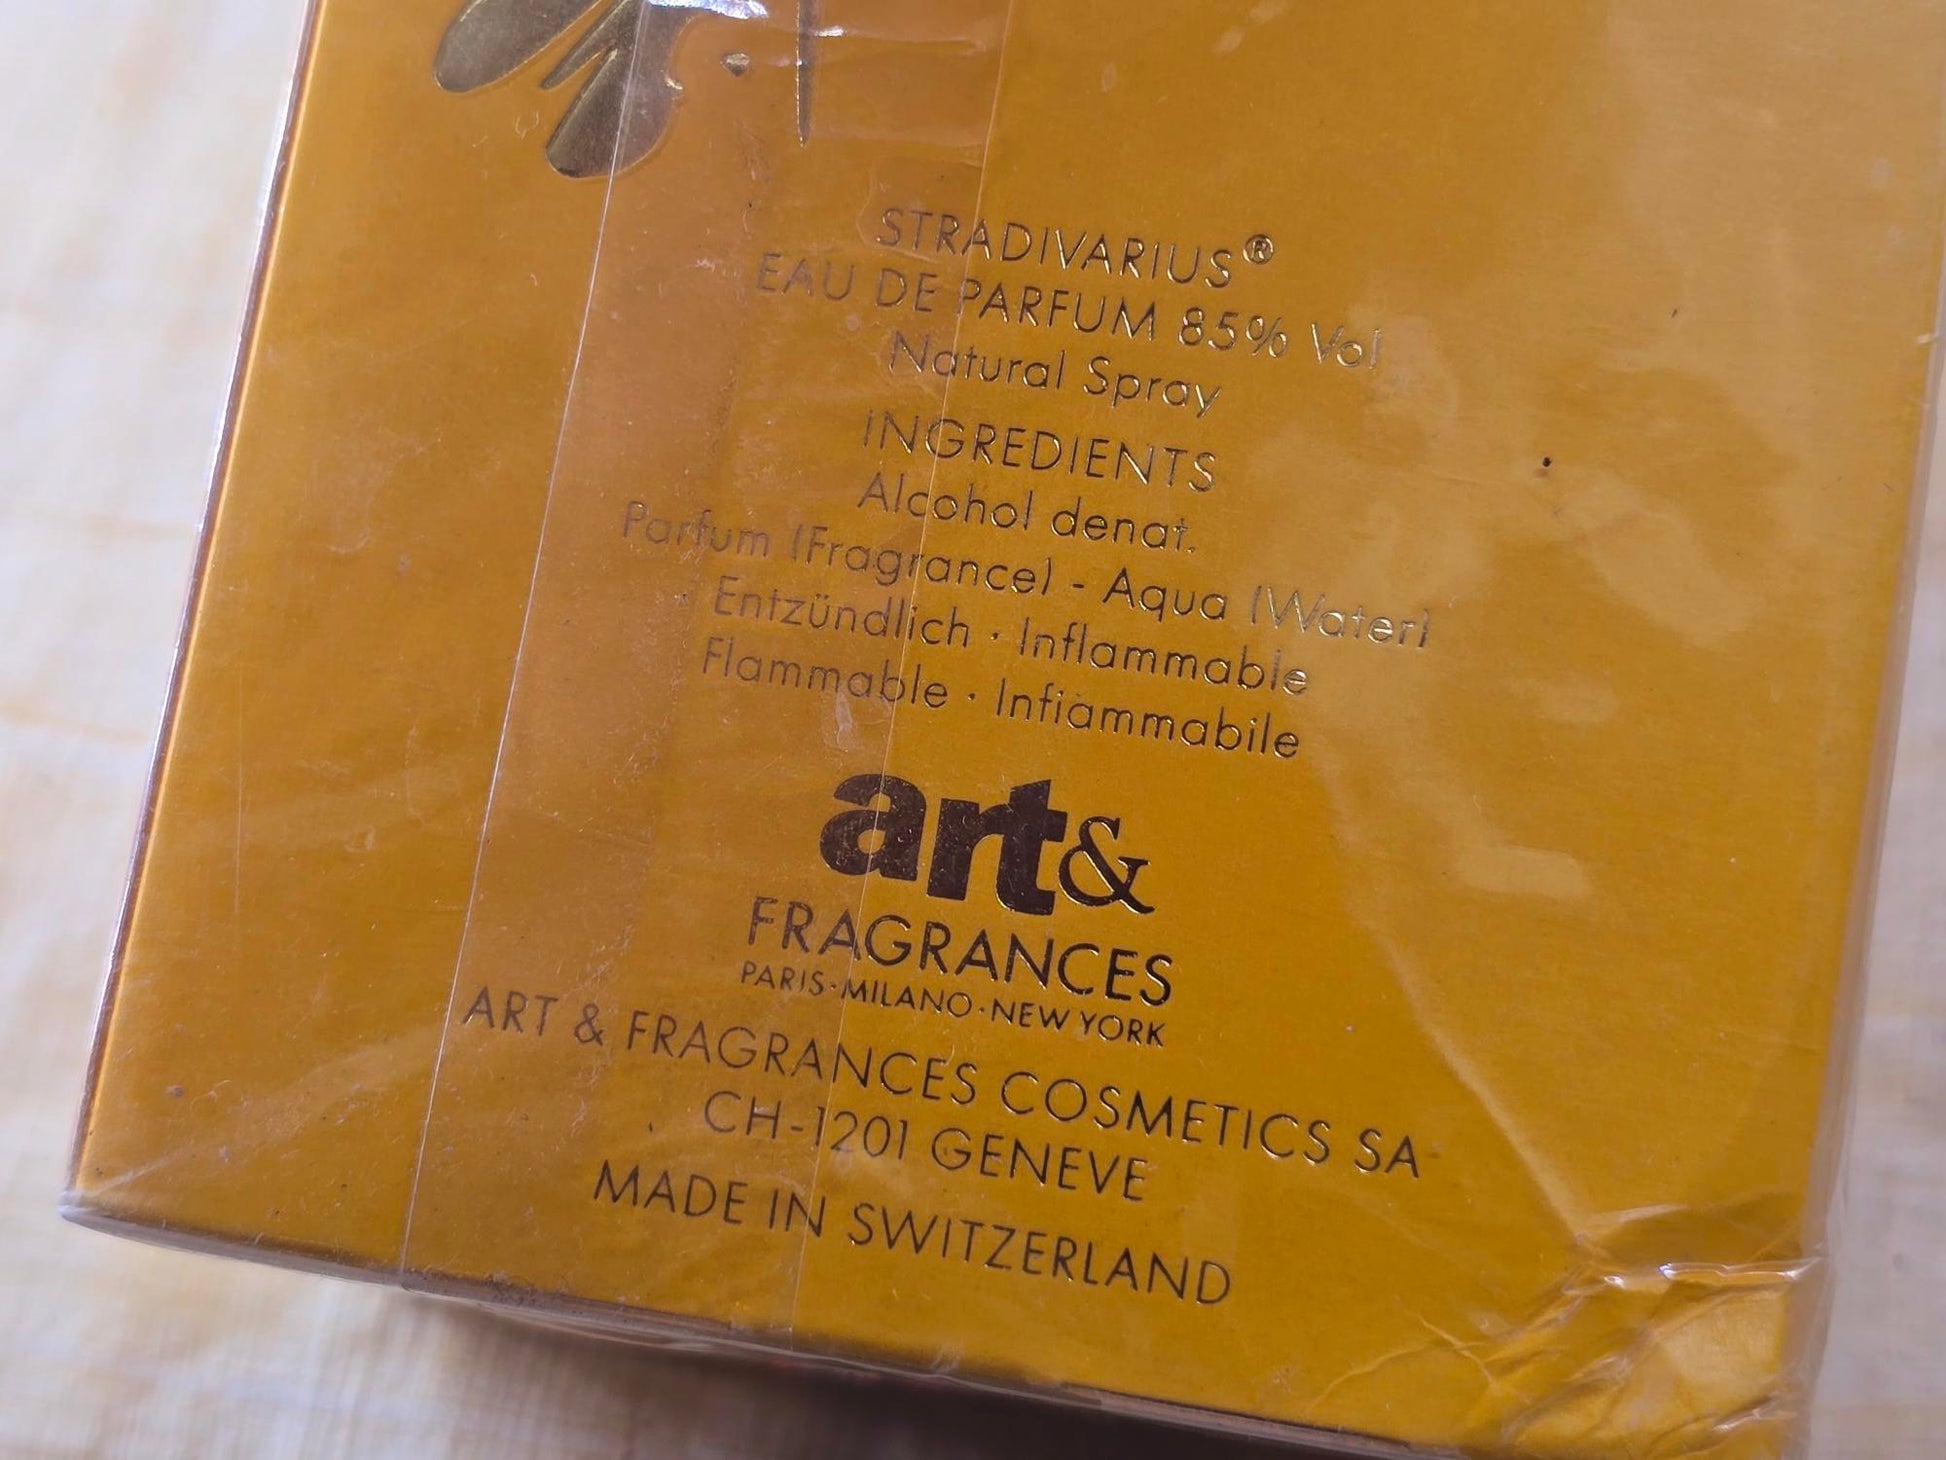 STRADIVARIUS®
EAU DE PARFUM 85% Vol
Natural Spray
INGREDIENTS
Alcohol denat.
Parfum (Fragrance) - Aqua (Water)
Entzündlich · Inflammable
Flammable · Infiammabile
art&
FRAGRANCES
PARIS·MILANO·NEW YORK
ART & FRAGRANCES COSMETICS SA
CH-1201 GENEVE
MADE IN SWITZERLAND